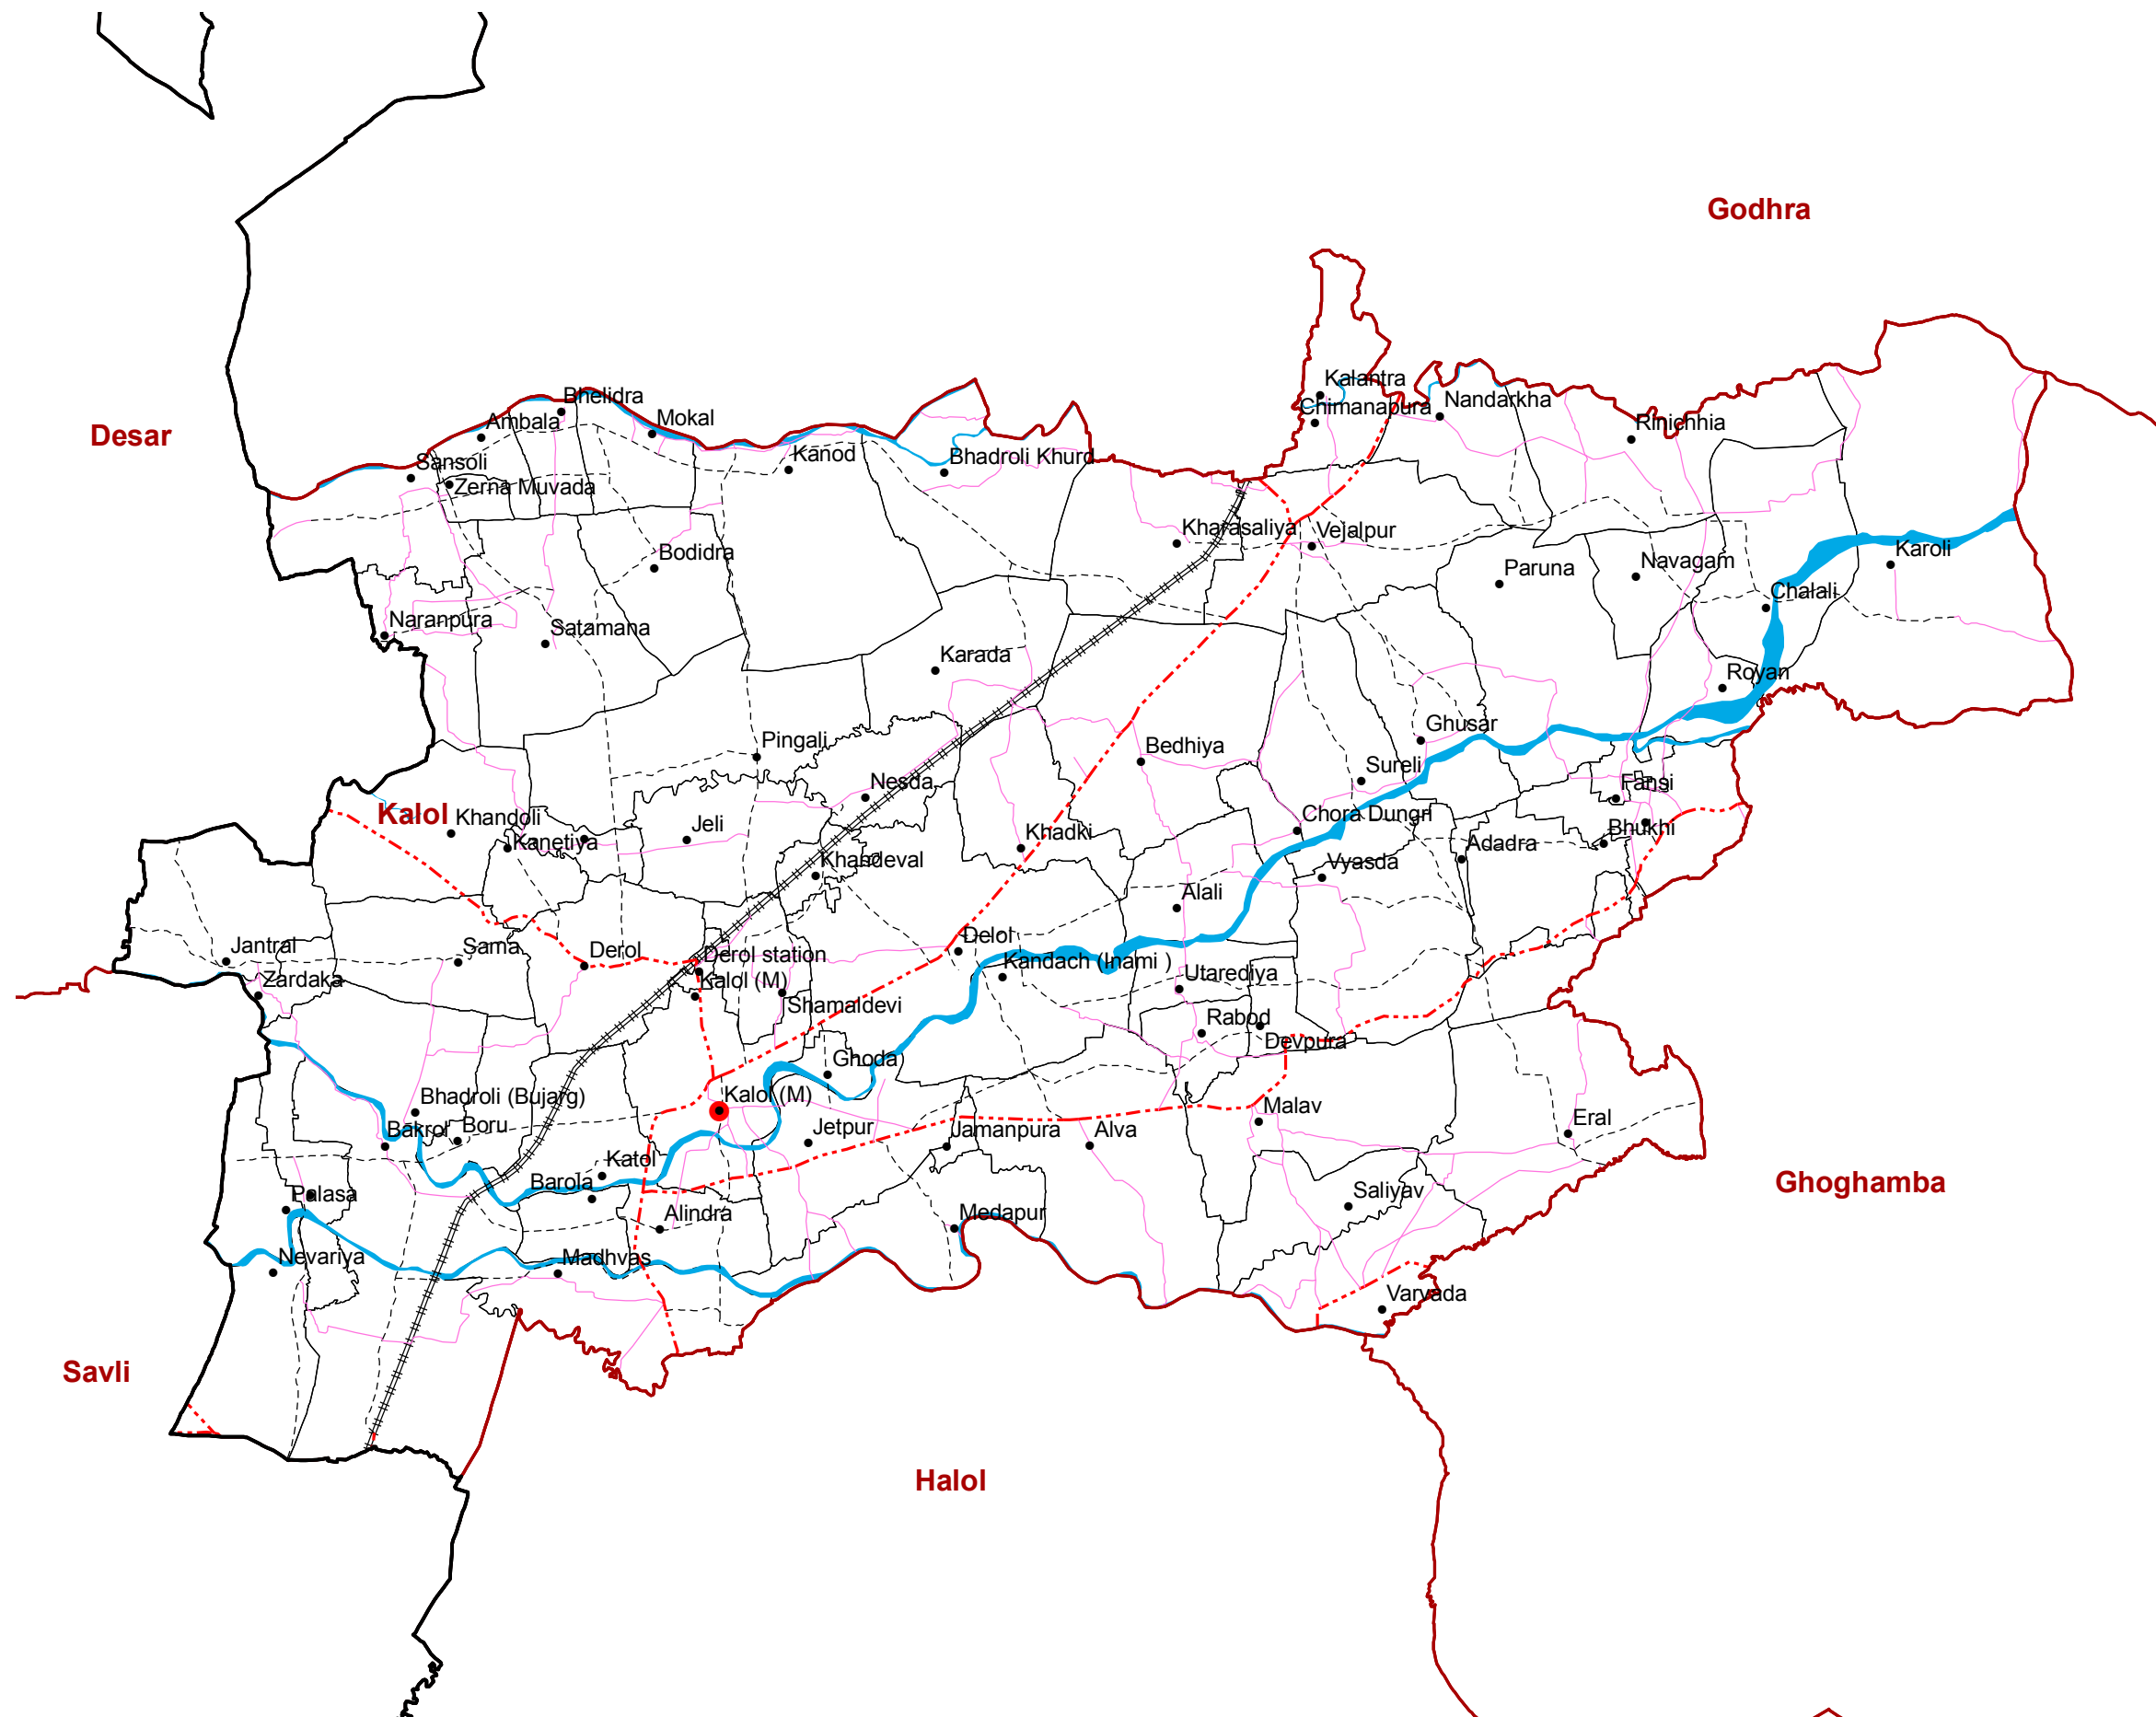 Godhra
Kalantra
Bhelidra
Chimanapura
Nandarkha
Ambala
Mokal
Rinichhia
Desar
Kanod
Bhadroli Khurd
Sansoli
Zerna Muvada
Kharasaliya
Vejalpur
Karoli
Bodidra
Paruna
Navagam
Chalali
Naranpura
Satamana
Karada
Royan
Ghusar
Pingali
Bedhiya
Sureli
Nesda
Fansi
Kalol
Khandoli
Jeli
Chora Dungri
Khadki
Bhukhi
Kanetiya
Adadra
Khandeval
Vyasda
Alali
Jantral
Sama
Derol
Delol
Derol station
Kandach (Inami )
Zardaka
Kalol (M)
Utarediya
Shamaldevi
Rabod
Devpura
Ghoda
Bhadroli (Bujarg)
Kalol (M)
Malav
Eral
Bakrol
Boru
Jetpur
Jamanpura
Alva
Katol
Barola
Ghoghamba
Palasa
Saliyav
Alindra
Medapur
Nevariya
Madhvas
Varvada
Savli
Halol